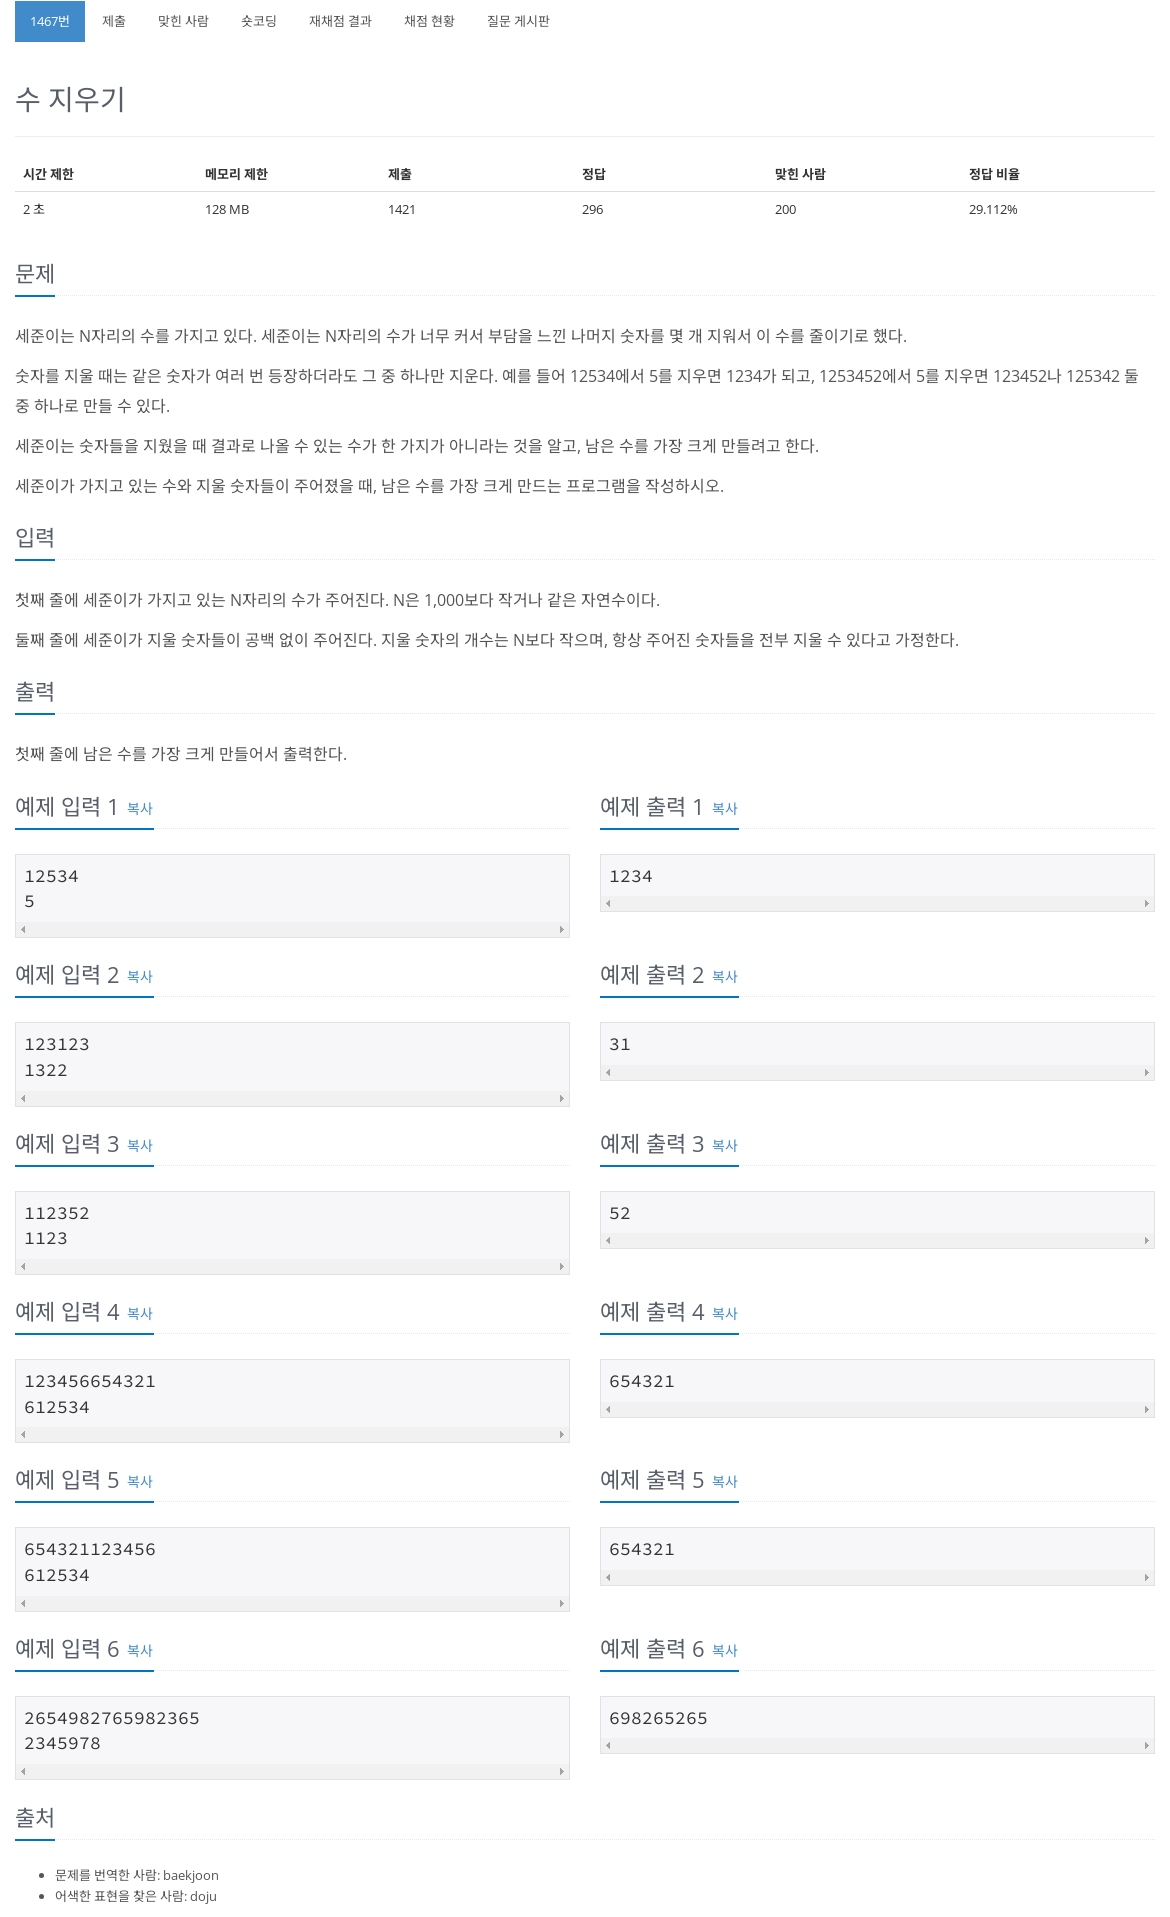 1467번 제출 맞힌 사람 숏코딩 재채점 결과 채점 현황 질문 게시판
수 지우기
시간 제한 메모리 제한 제출 정답 맞힌 사람 정답 비율
2 초 128 MB 1421 296 200 29.112%
문제
세준이는 N자리의 수를 가지고 있다. 세준이는 N자리의 수가 너무 커서 부담을 느낀 나머지 숫자를 몇 개 지워서 이 수를 줄이기로 했다.
숫자를 지울 때는 같은 숫자가 여러 번 등장하더라도 그 중 하나만 지운다. 예를 들어 12534에서 5를 지우면 1234가 되고, 1253452에서 5를 지우면 123452나 125342 둘
중 하나로 만들 수 있다.
세준이는 숫자들을 지웠을 때 결과로 나올 수 있는 수가 한 가지가 아니라는 것을 알고, 남은 수를 가장 크게 만들려고 한다.
세준이가 가지고 있는 수와 지울 숫자들이 주어졌을 때, 남은 수를 가장 크게 만드는 프로그램을 작성하시오.
입력
첫째 줄에 세준이가 가지고 있는 N자리의 수가 주어진다. N은 1,000보다 작거나 같은 자연수이다.
둘째 줄에 세준이가 지울 숫자들이 공백 없이 주어진다. 지울 숫자의 개수는 N보다 작으며, 항상 주어진 숫자들을 전부 지울 수 있다고 가정한다.
출력
첫째 줄에 남은 수를 가장 크게 만들어서 출력한다.
예제 입력 1 복사
12534
5
예제 출력 1 복사
1234
예제 입력 2 복사
123123
1322
예제 출력 2 복사
31
예제 입력 3 복사
112352
1123
예제 출력 3 복사
52
예제 입력 4 복사
123456654321
612534
예제 출력 4 복사
654321
예제 입력 5 복사
654321123456
612534
예제 출력 5 복사
654321
예제 입력 6 복사
2654982765982365
2345978
예제 출력 6 복사
698265265
출처
문제를 번역한 사람: baekjoon
어색한 표현을 찾은 사람: doju